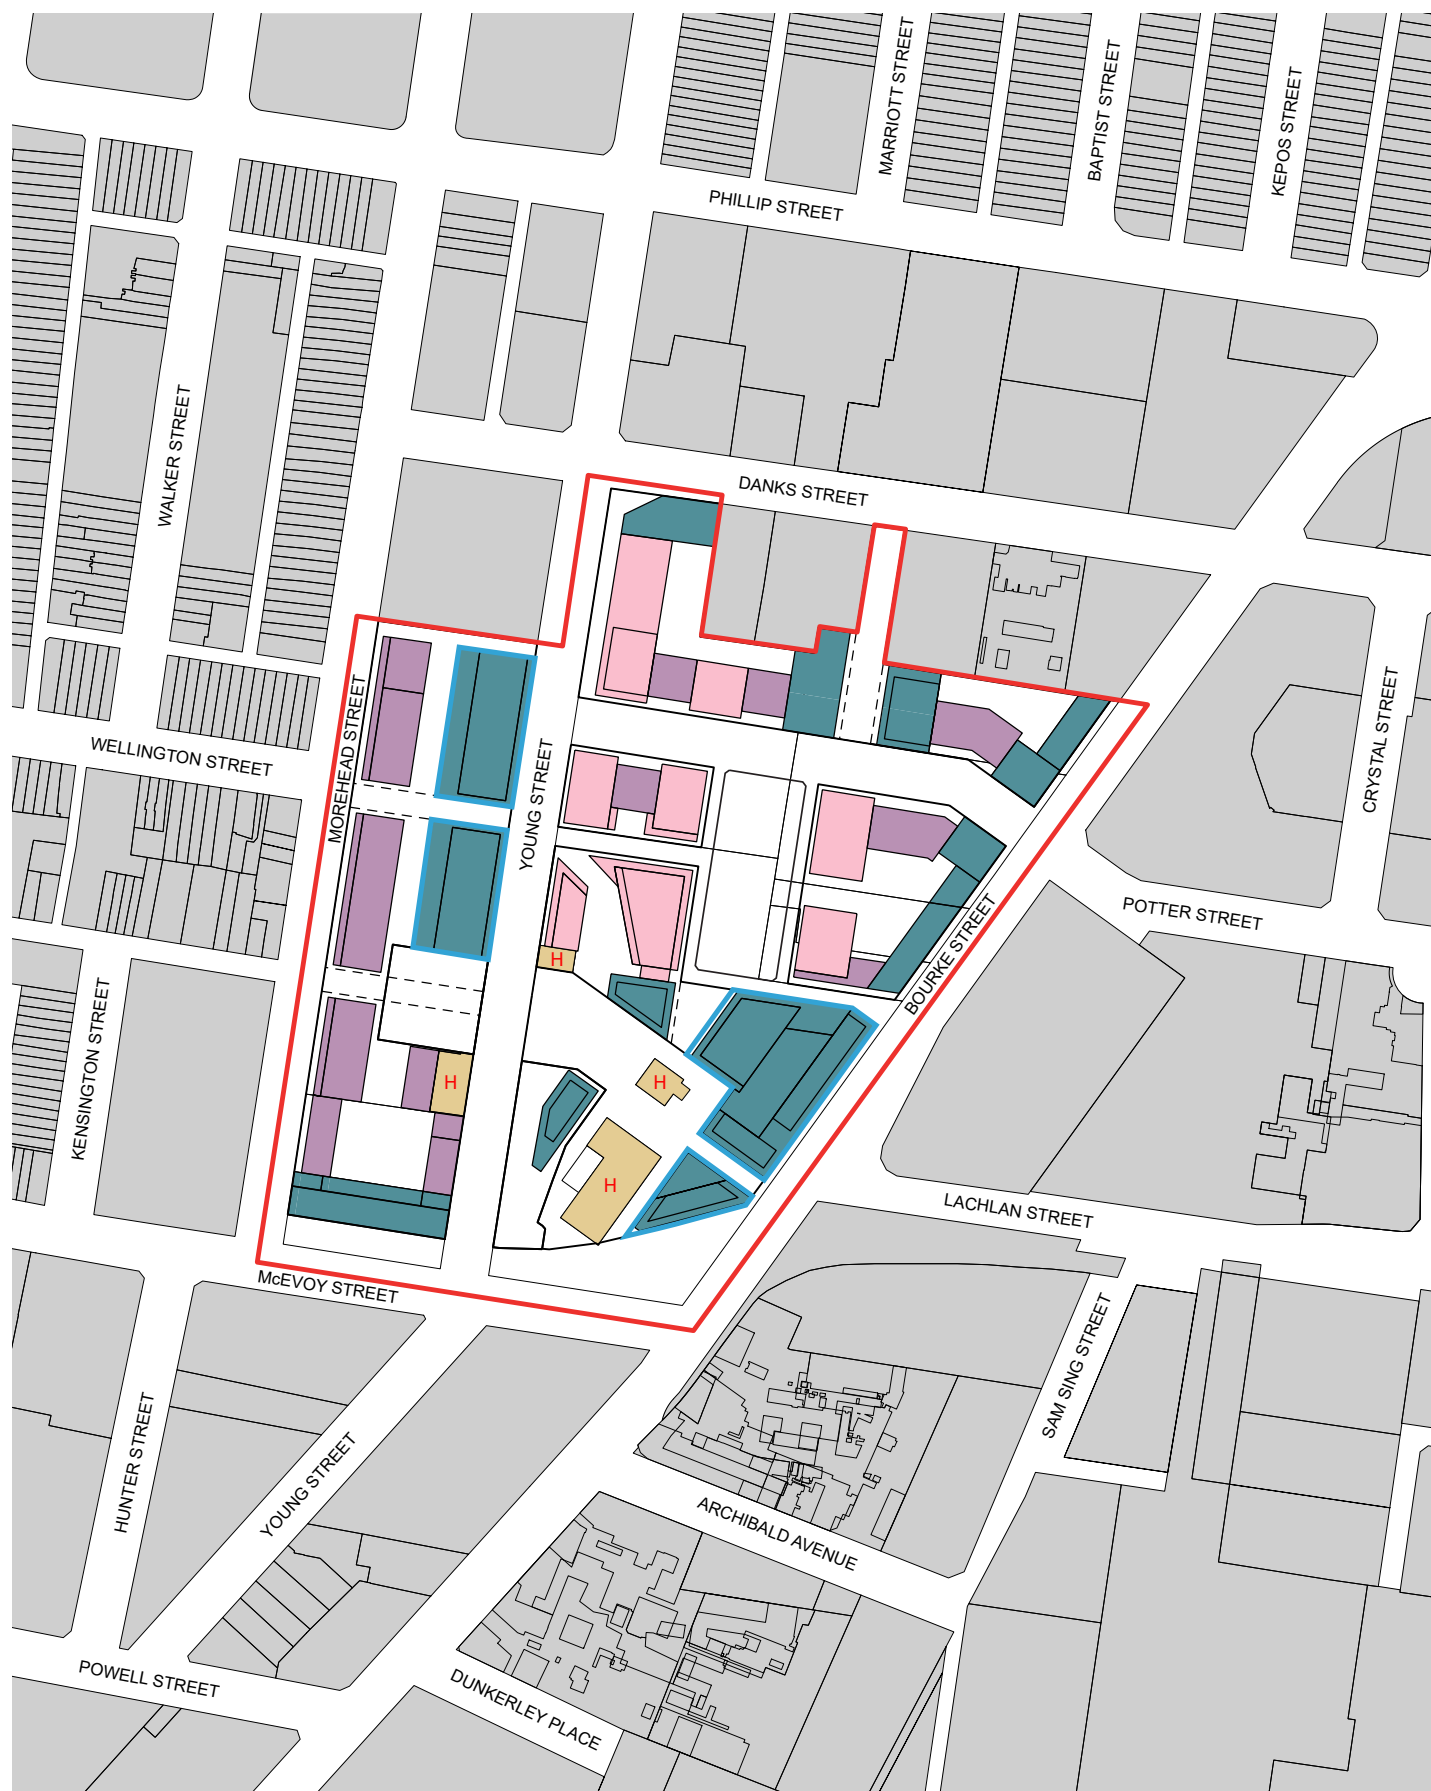 MARRIOTT STREET
BAPTIST STREET
KEPOS STREET
PHILLIP STREET
WALKER STREET
DANKS STREET
CRYSTAL STREET
WELLINGTON STREET
MOREHEAD STREET
YOUNG STREET
POTTER STREET
BOURKE STREET
H
KENSINGTON STREET
H
H
H
LACHLAN STREET
McEVOY STREET
SAM SING STREET
HUNTER STREET
YOUNG STREET
ARCHIBALD AVENUE
POWELL STREET
DUNKERLEY PLACE